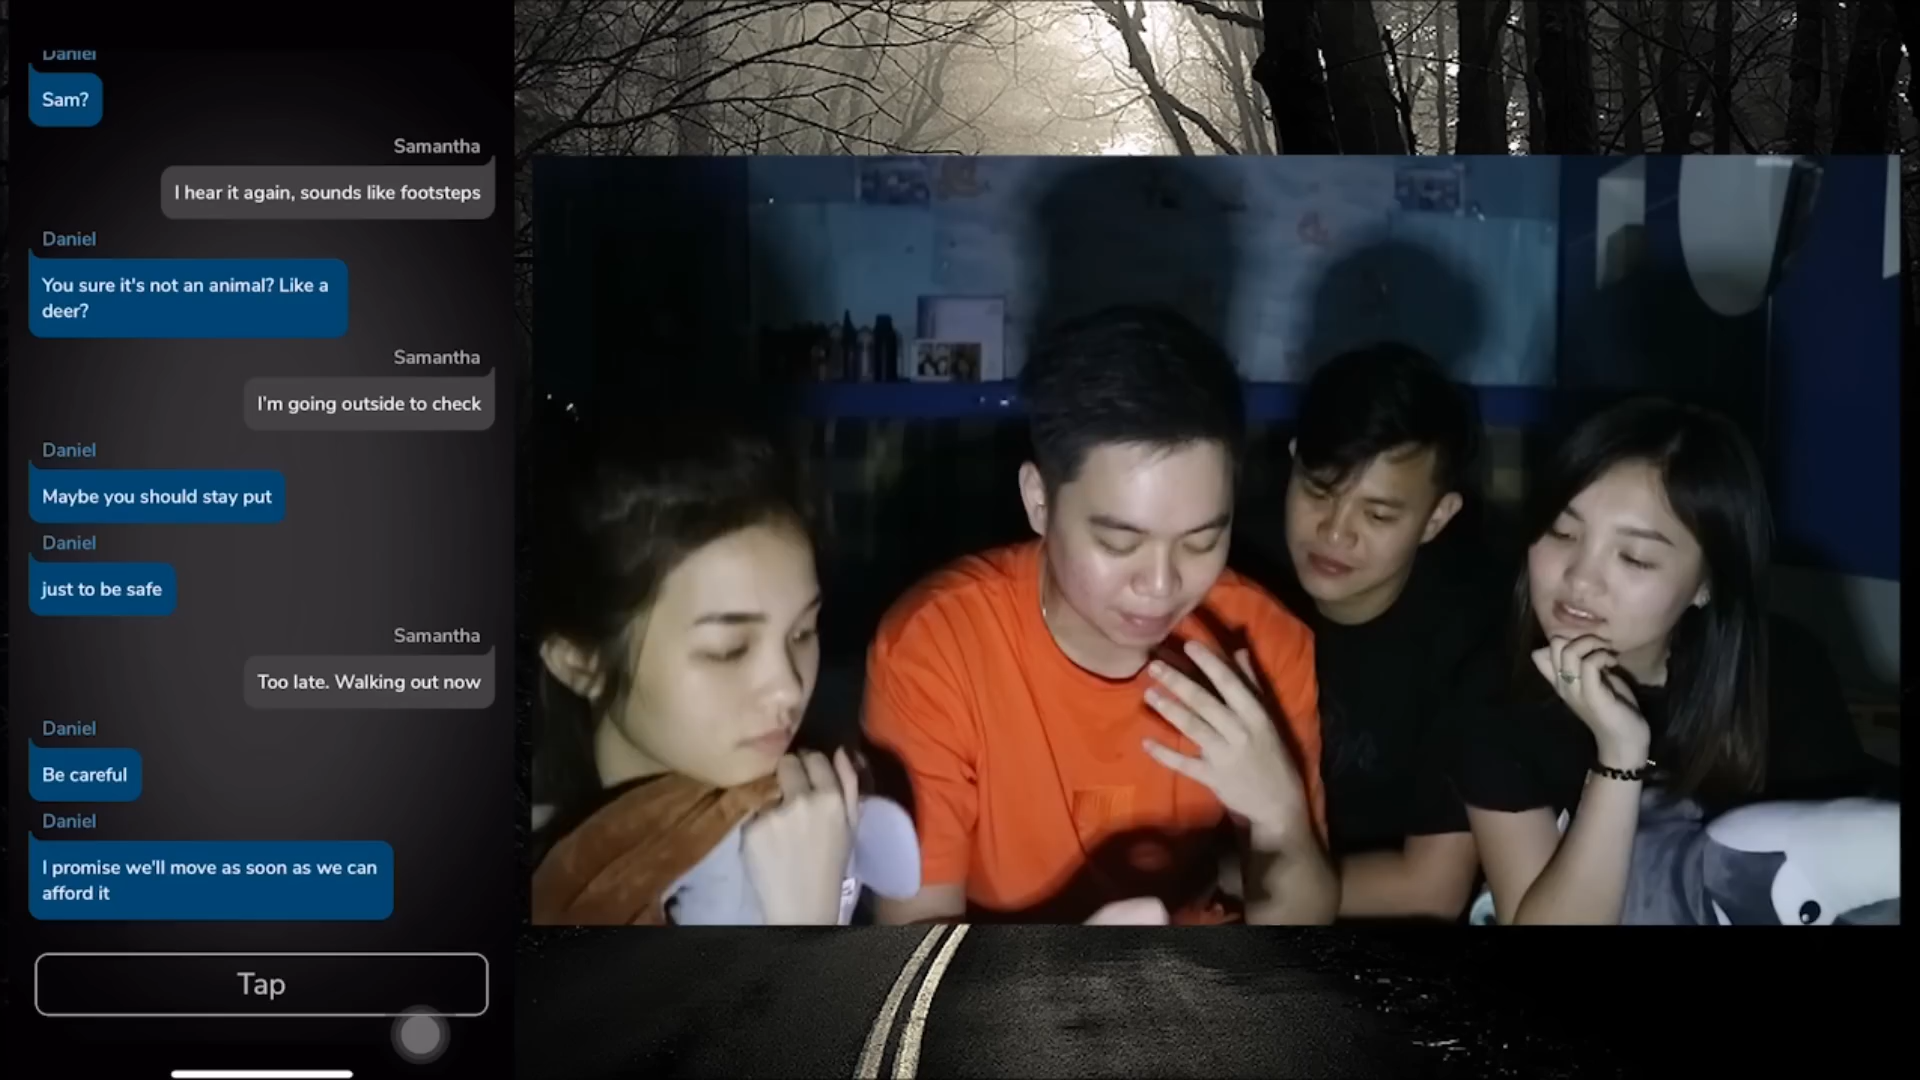 Daniel
Sam?
Samantha
I hear it again, sounds like footsteps
Daniel
You sure it's not an animal? Like a
deer?
Samantha
I'm going outside to check
Daniel
Maybe you should stay put
Daniel
just to be safe
Samantha
Too late. Walking out now
Daniel
Be careful
Daniel
I promise we'll move as soon as we can
afford it
Tap